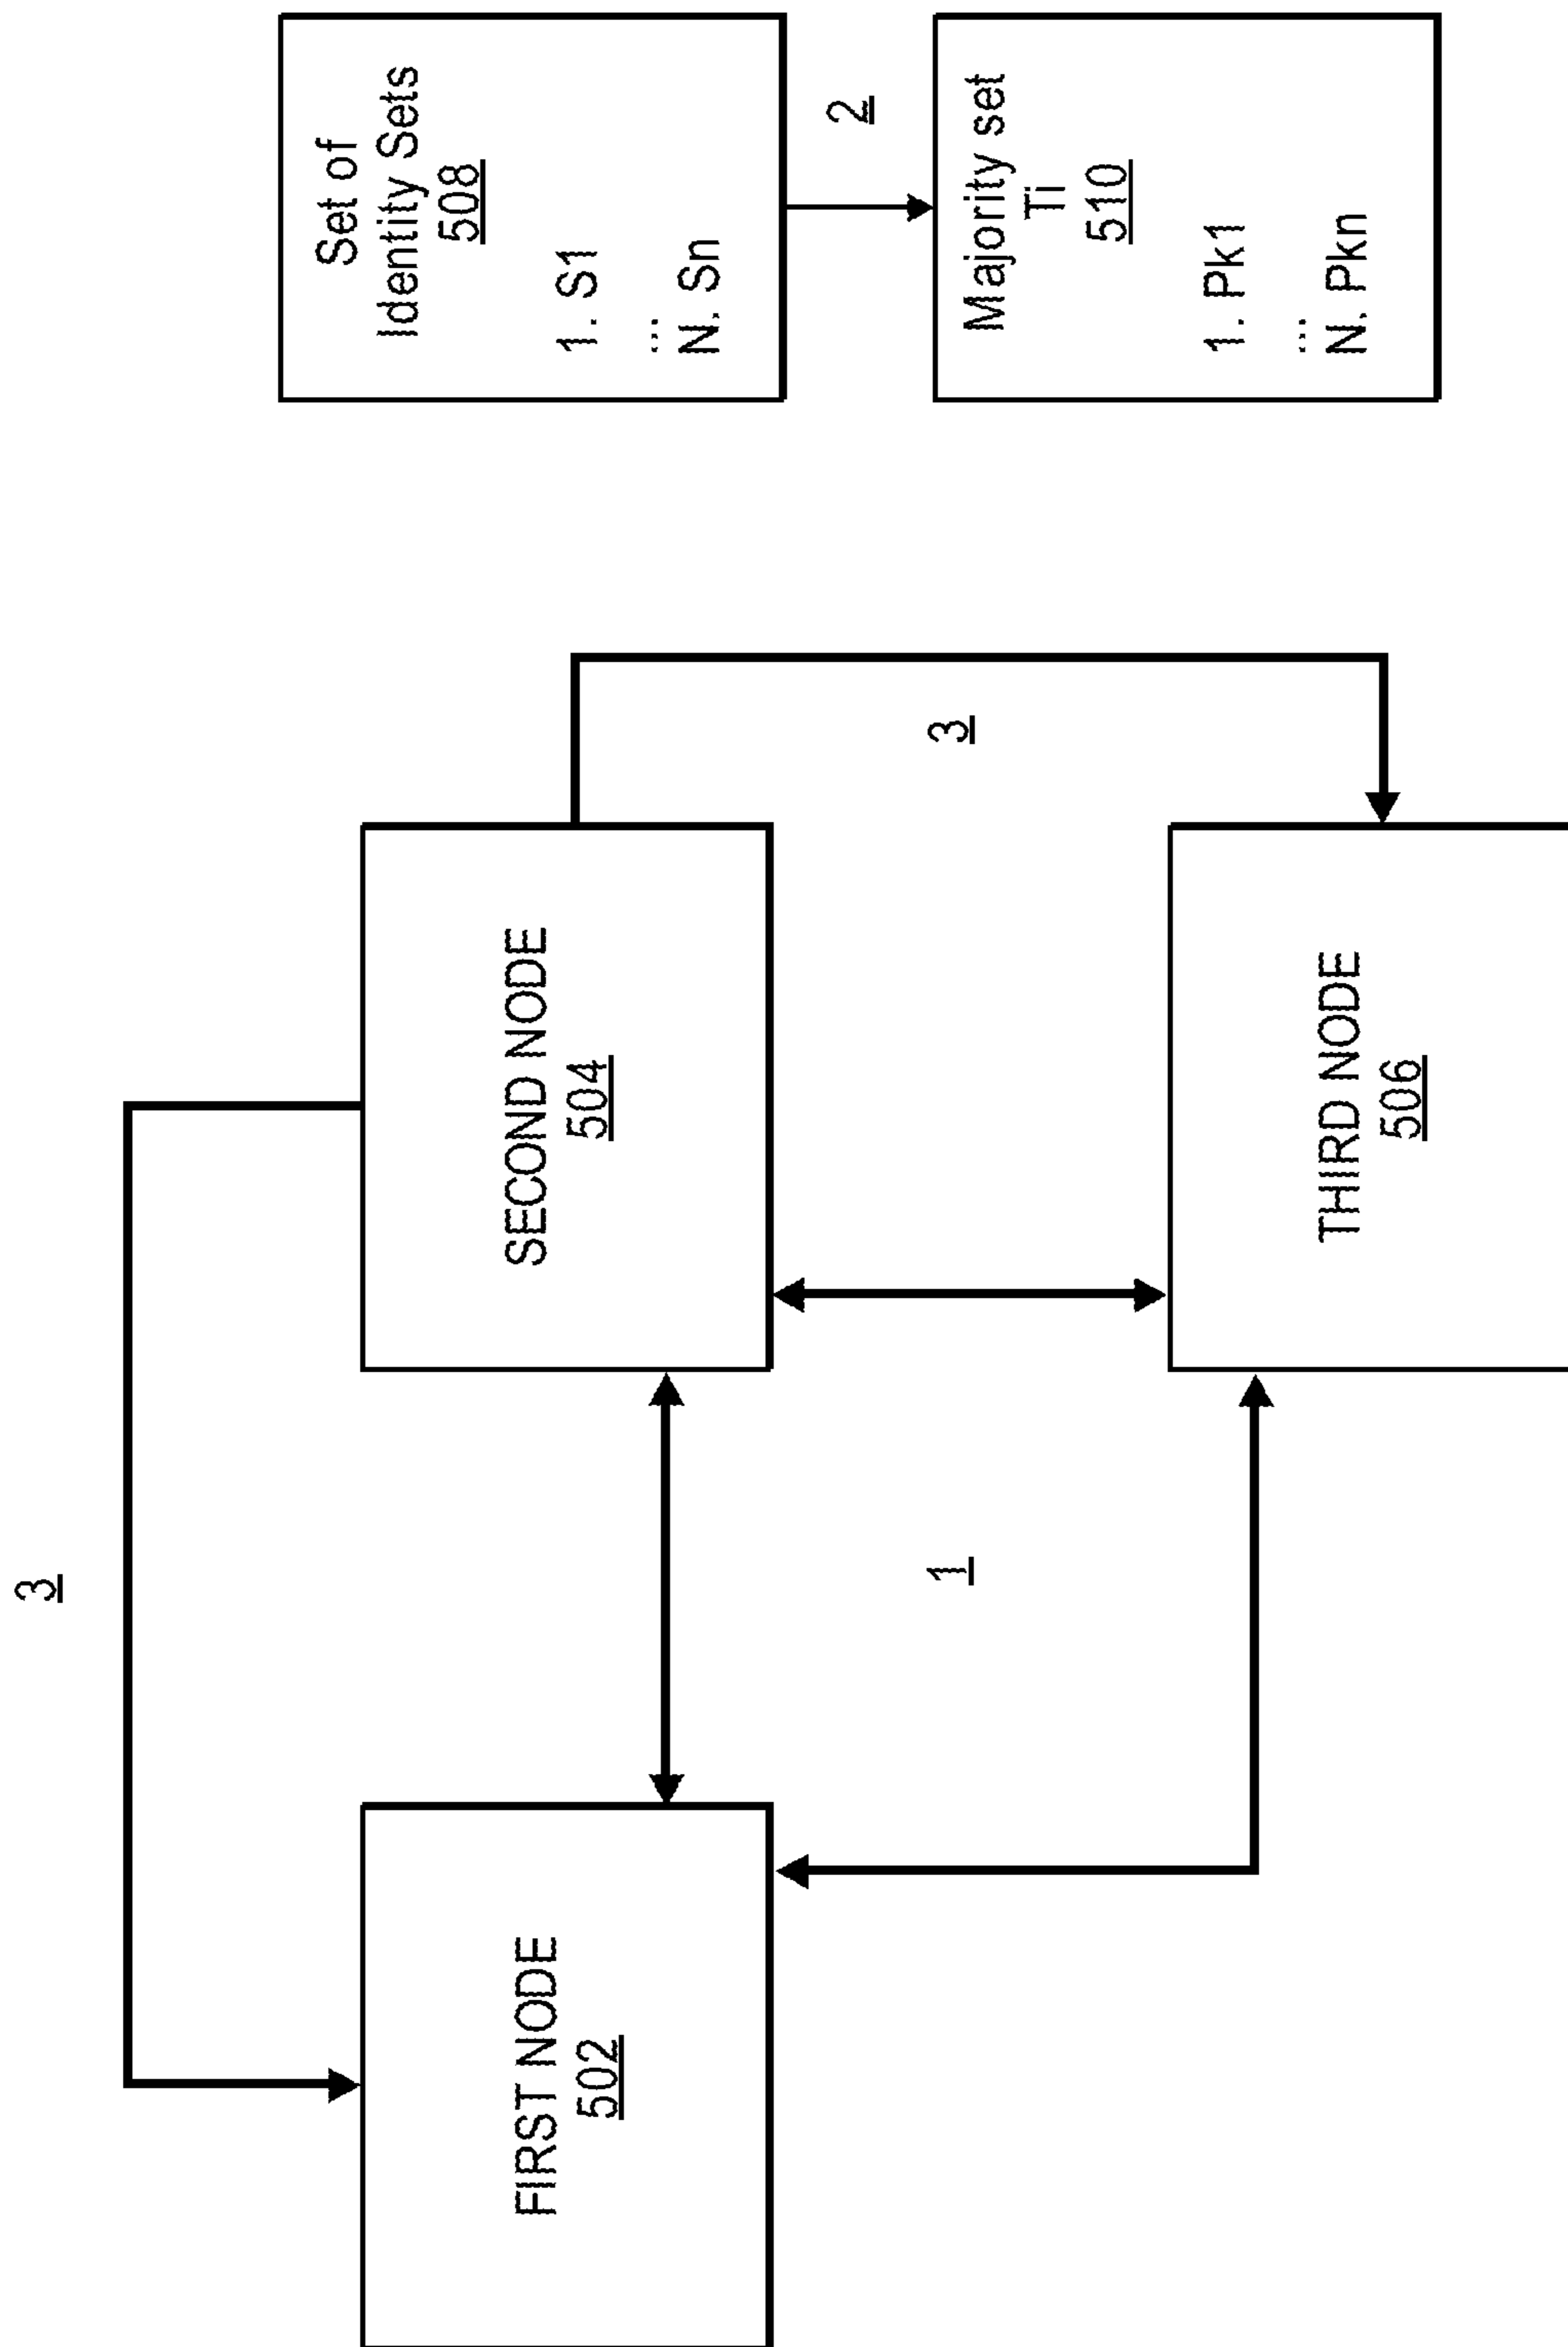 3
FIRST NODE
502
SECOND NODE
504
3
1
THIRD NODE
506
Set of
Identity Sets
508
1. S1
...
N. Sn
2
Majority set
Ti
510
1. Pk1
...
N. Pkn